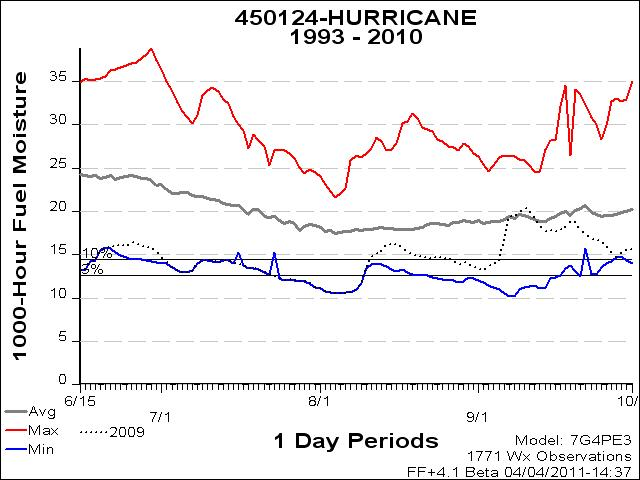 450124-HURRICANE
1993 - 2010
1000-Hour Fuel Moisture
35
30
25
20
15
10
5
0
10%
3%
6/15
7/1
8/1
9/1
10/
Avg
Max
Min
2009
1 Day Periods
Model: 7G4PE3
1771 Wx Observations
FF+4.1 Beta 04/04/2011-14:37